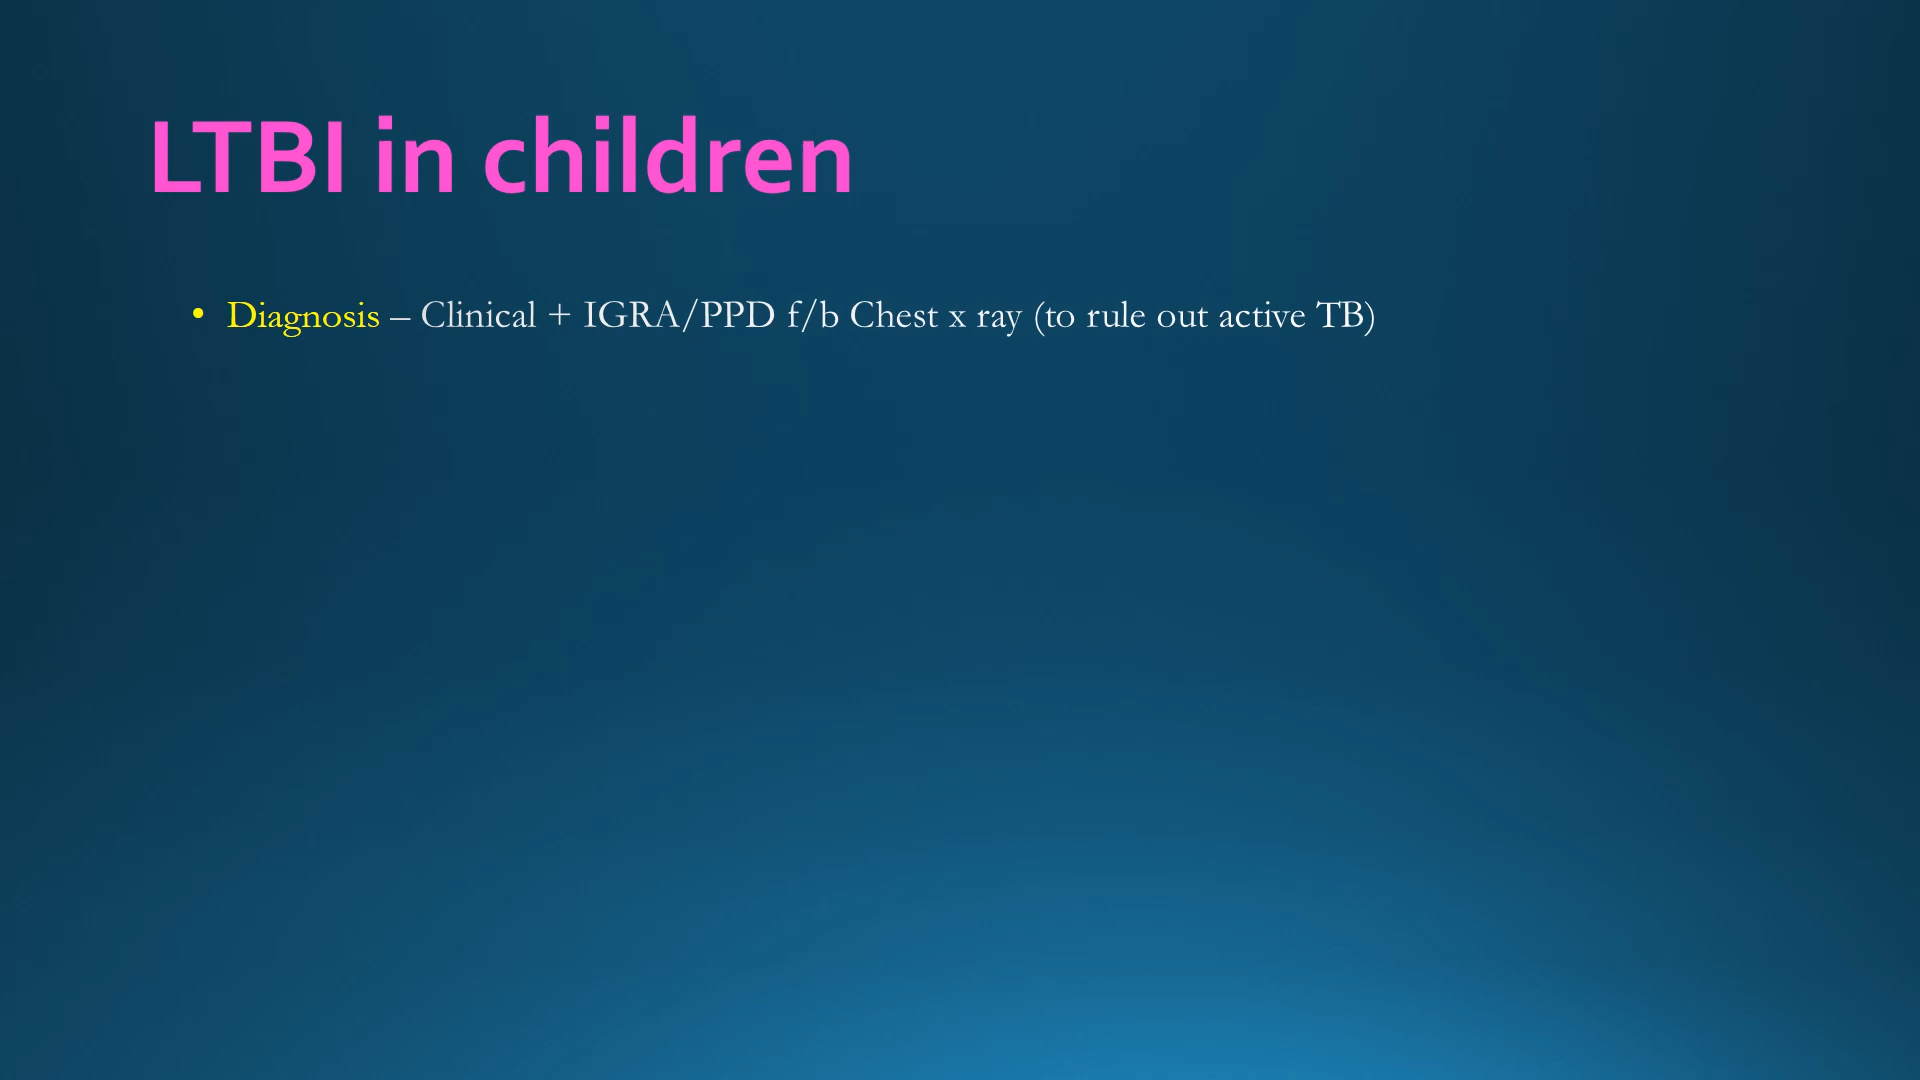 LTBI in children
• Diagnosis – Clinical + IGRA/PPD f/b Chest x ray (to rule out active TB)